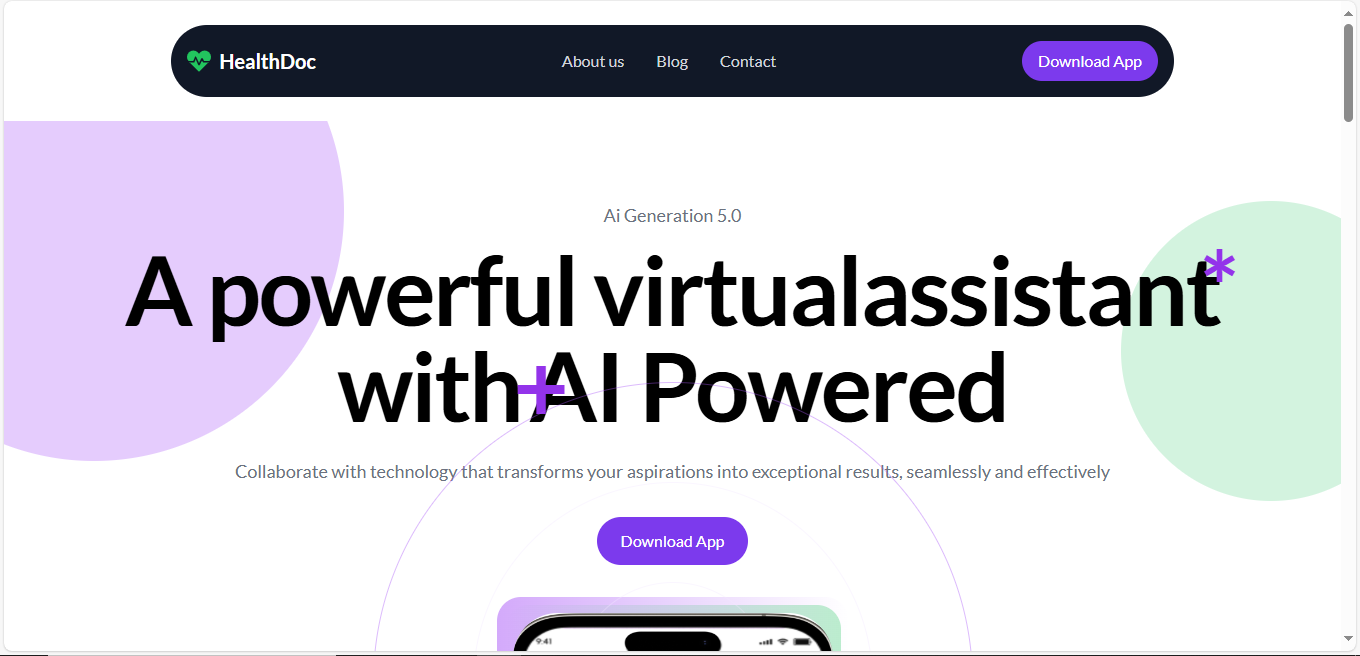 HealthDoc
About us
Blog
Contact
Download App
Ai Generation 5.0
A powerful virtualassistant*
with+AI Powered
Collaborate with technology that transforms your aspirations into exceptional results, seamlessly and effectively
Download App
9:41